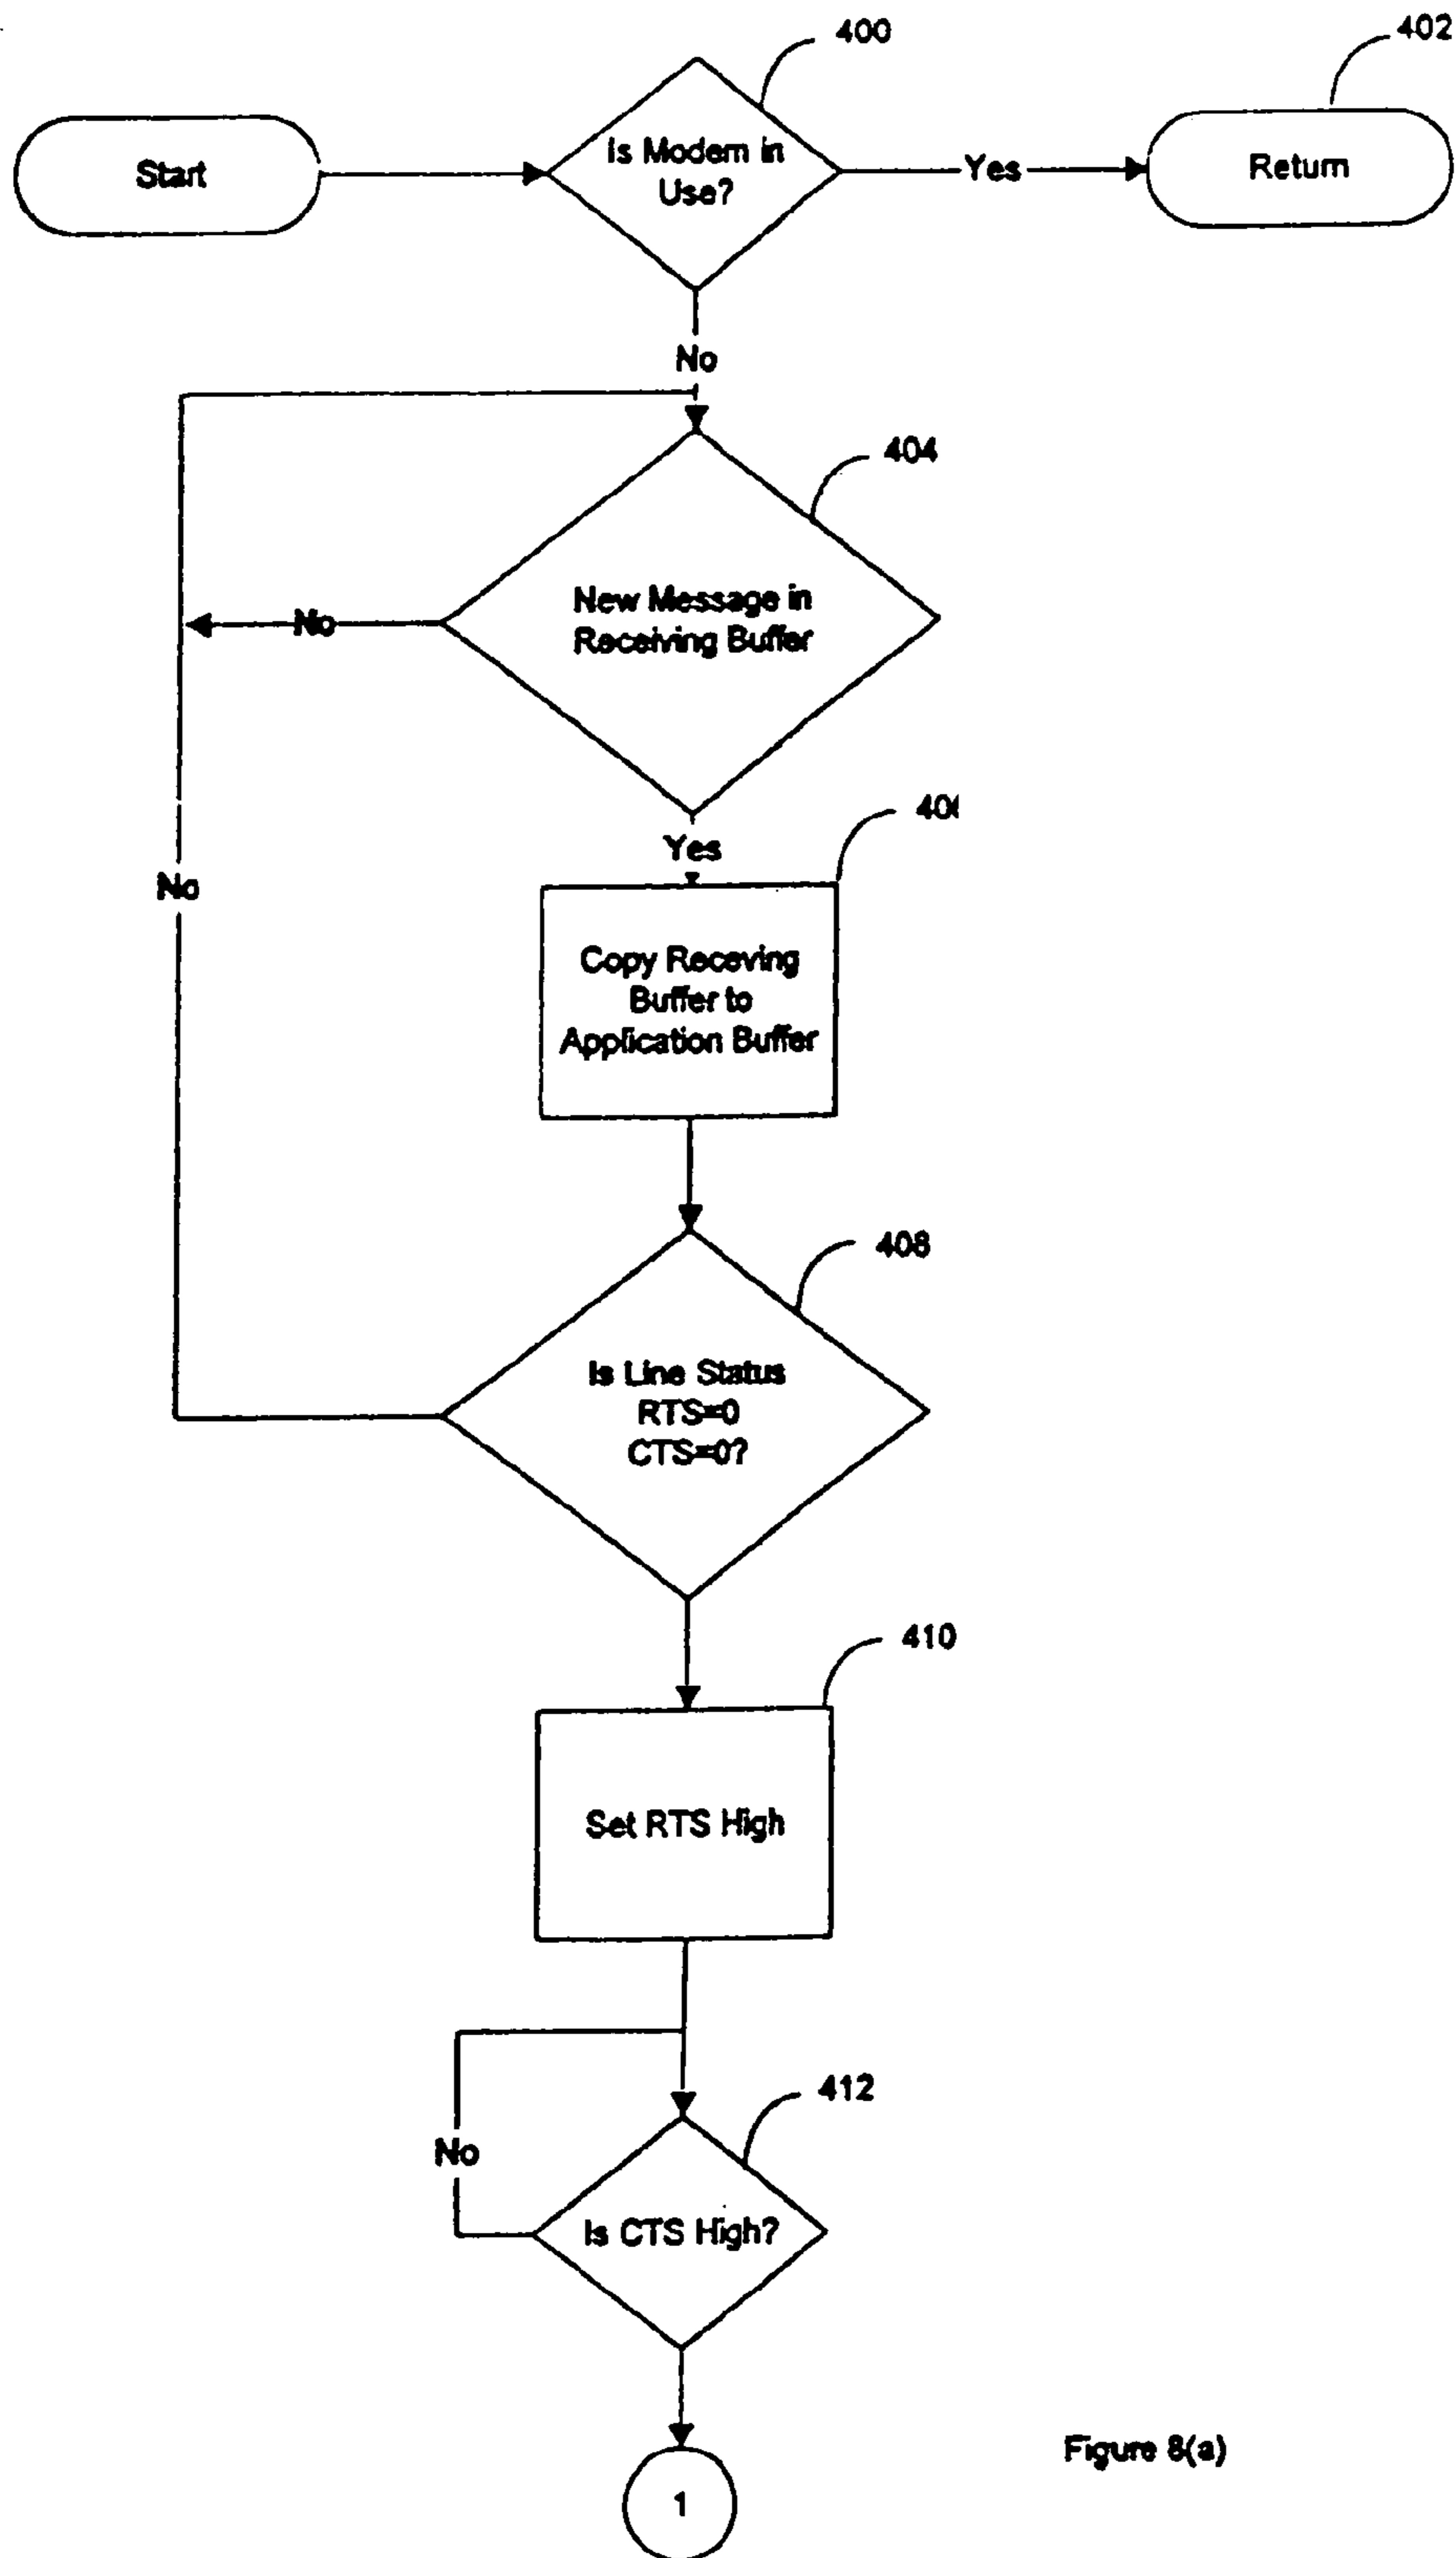 400
402
Start
Is Modem in
Use?
Yes
Return
No
404
New Message in
Receiving Buffer
No
Yes
Copy Receving
Buffer to
Application Buffer
No
408
Is Line Status
RTS=0
CTS=0?
410
Set RTS High
412
No
Is CTS High?
1
Figure 8(a)